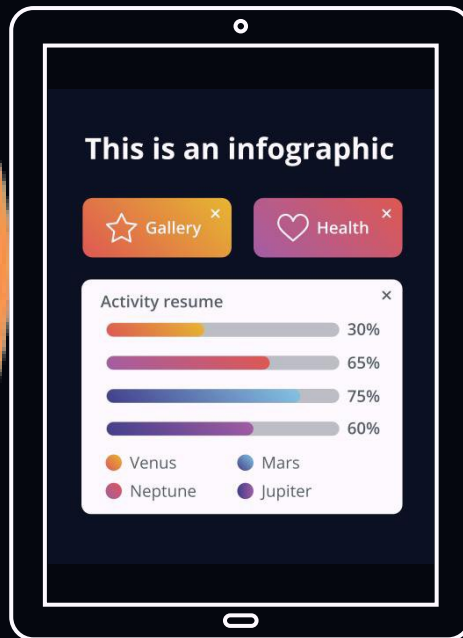 This is an infographic
Gallery
Health
Activity resume
30%
65%
75%
60%
Venus
Mars
Neptune
Jupiter